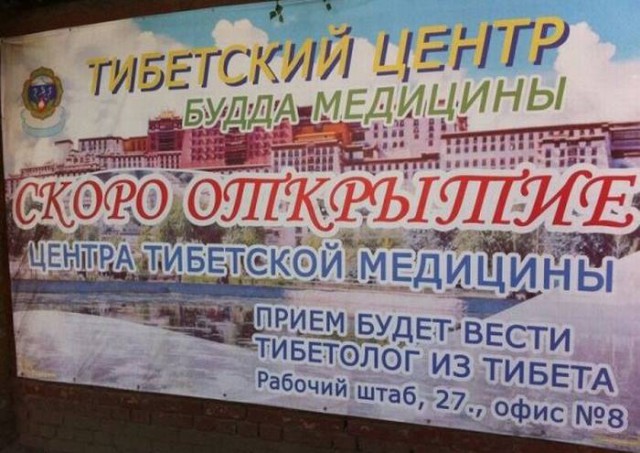 ТИБЕТСКИЙ ЦЕНТР
БУДДА МЕДИЦИНЫ
СКОРО ОТКРЫТИЕ
ЦЕНТРА ТИБЕТСКОЙ МЕДИЦИНЫ
ПРИЕМ БУДЕТ ВЕСТИ
ТИБЕТОЛОГ ИЗ ТИБЕТА
Рабочий штаб, 27., офис №8